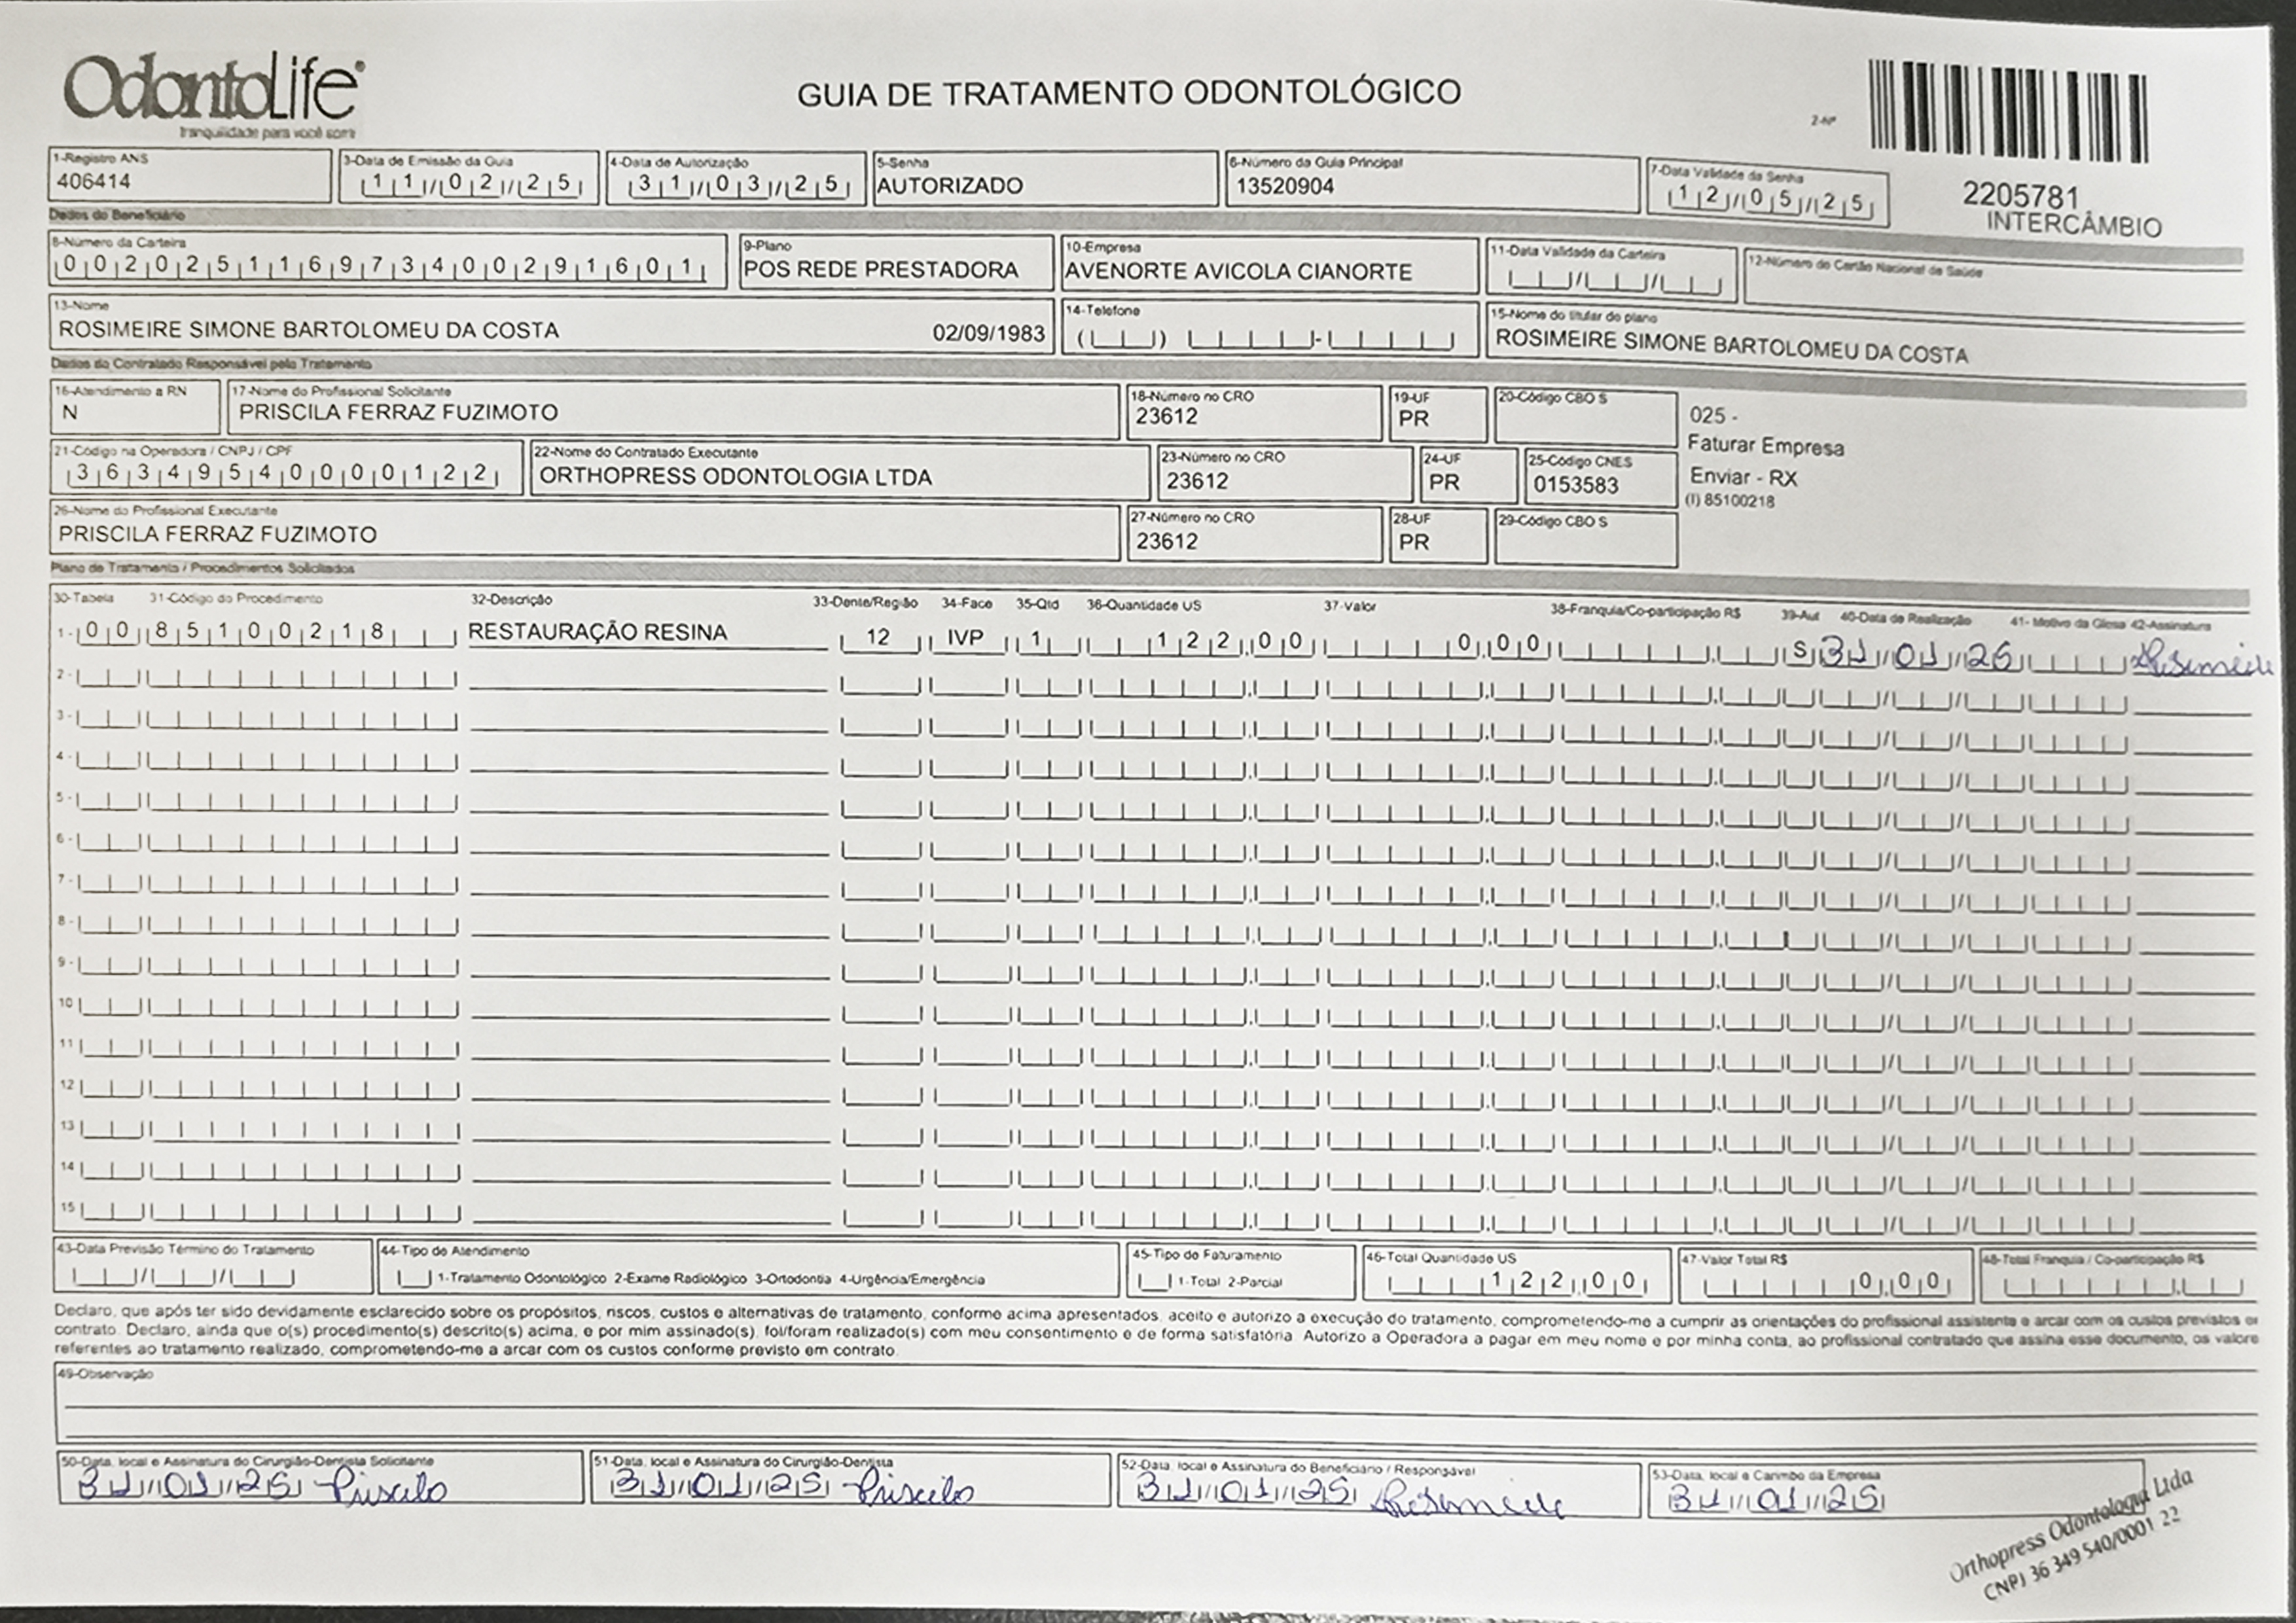 OdontoLife®
tranquilidade para você sorrir
GUIA DE TRATAMENTO ODONTOLÓGICO
2-Nº
2205781
INTERCÂMBIO
1-Registro ANS
406414
3-Data de Emissão da Guia
11/02/25
4-Data de Autorização
31/03/25
5-Senha
AUTORIZADO
6-Número da Guia Principal
13520904
7-Data Validade da Senha
12/05/25
Dados do Beneficiário
8-Número da Carteira
002025116973400291601
9-Plano
POS REDE PRESTADORA
10-Empresa
AVENORTE AVICOLA CIANORTE
11-Data Validade da Carteira
12-Número do Cartão Nacional de Saúde
13-Nome
ROSIMEIRE SIMONE BARTOLOMEU DA COSTA 02/09/1983
14-Telefone
15-Nome do titular do plano
ROSIMEIRE SIMONE BARTOLOMEU DA COSTA
Dados do Contratado Responsável pelo Tratamento
16-Atendimento a RN
N
17-Nome do Profissional Solicitante
PRISCILA FERRAZ FUZIMOTO
18-Número no CRO
23612
19-UF
PR
20-Código CBO S
025 -
Faturar Empresa
Enviar - RX
(I) 85100218
21-Código na Operadora / CNPJ / CPF
36349540000122
22-Nome do Contratado Executante
ORTHOPRESS ODONTOLOGIA LTDA
23-Número no CRO
23612
24-UF
PR
25-Código CNES
0153583
26-Nome do Profissional Executante
PRISCILA FERRAZ FUZIMOTO
27-Número no CRO
23612
28-UF
PR
29-Código CBO S
Plano de Tratamento / Procedimentos Solicitados
30-Tabela 31-Código do Procedimento 32-Descrição 33-Dente/Região 34-Face 35-Qtd 36-Quantidade US 37-Valor 38-Franquia/Co-participação R$ 39-Aut 40-Data de Realização 41- Motivo da Glosa 42-Assinatura
1- 00 85100218 RESTAURAÇÃO RESINA 12 IVP 1 122,00 0,00 S 31/01/25 Rosimeire
2-
3-
4-
5-
6-
7-
8-
9-
10
11
12
13
14
15
43-Data Previsão Término do Tratamento
44-Tipo de Atendimento
1-Tratamento Odontológico 2-Exame Radiológico 3-Ortodontia 4-Urgência/Emergência
45-Tipo de Faturamento
1-Total 2-Parcial
46-Total Quantidade US
122,00
47-Valor Total R$
0,00
48-Total Franquia / Co-participação R$
Declaro, que após ter sido devidamente esclarecido sobre os propósitos, riscos, custos e alternativas de tratamento, conforme acima apresentados, aceito e autorizo a execução do tratamento, comprometendo-me a cumprir as orientações do profissional assistente e arcar com os custos previstos e
contrato. Declaro, ainda que o(s) procedimento(s) descrito(s) acima, e por mim assinado(s), foi/foram realizado(s) com meu consentimento e de forma satisfatória. Autorizo a Operadora a pagar em meu nome e por minha conta, ao profissional contratado que assina esse documento, os valore
referentes ao tratamento realizado, comprometendo-me a arcar com os custos conforme previsto em contrato.
49-Observação
50-Data, local e Assinatura do Cirurgião-Dentista Solicitante
31/01/25 Priscila
51-Data, local e Assinatura do Cirurgião-Dentista
31/01/25 Priscila
52-Data, local e Assinatura do Beneficiário / Responsável
31/01/25 Rosimeire
53-Data, local e Carimbo da Empresa
31/01/25
Orthopress Odontologia Ltda
CNPJ 36 349 540/0001 22